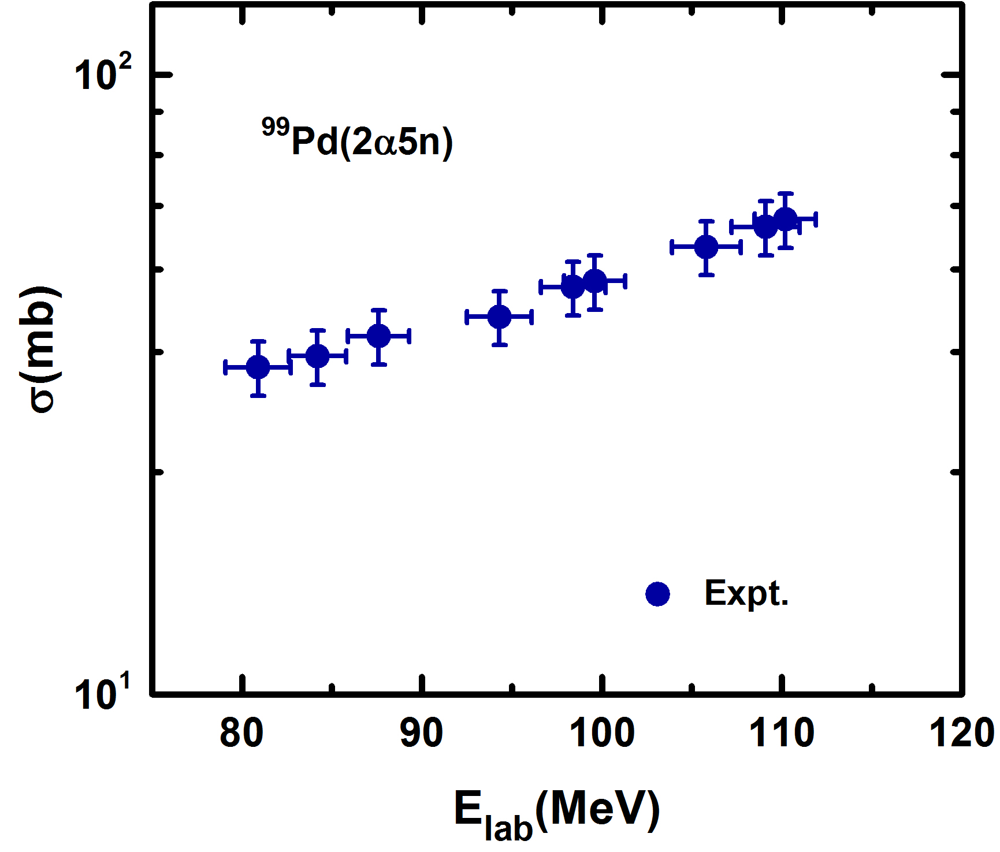 10²
⁹⁹Pd(2α5n)
σ(mb)
Expt.
10¹
80 90 100 110 120
E_lab(MeV)